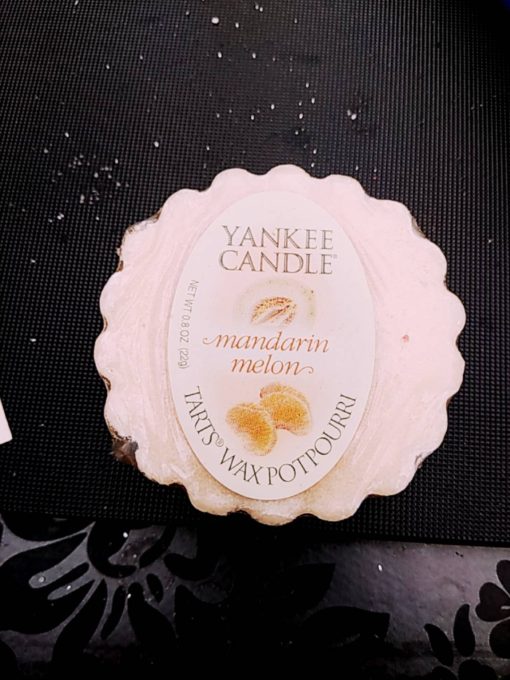 YANKEE
CANDLE®
mandarin
melon
NET WT 0.8 OZ (22g)
TARTS® WAX POTPOURRI